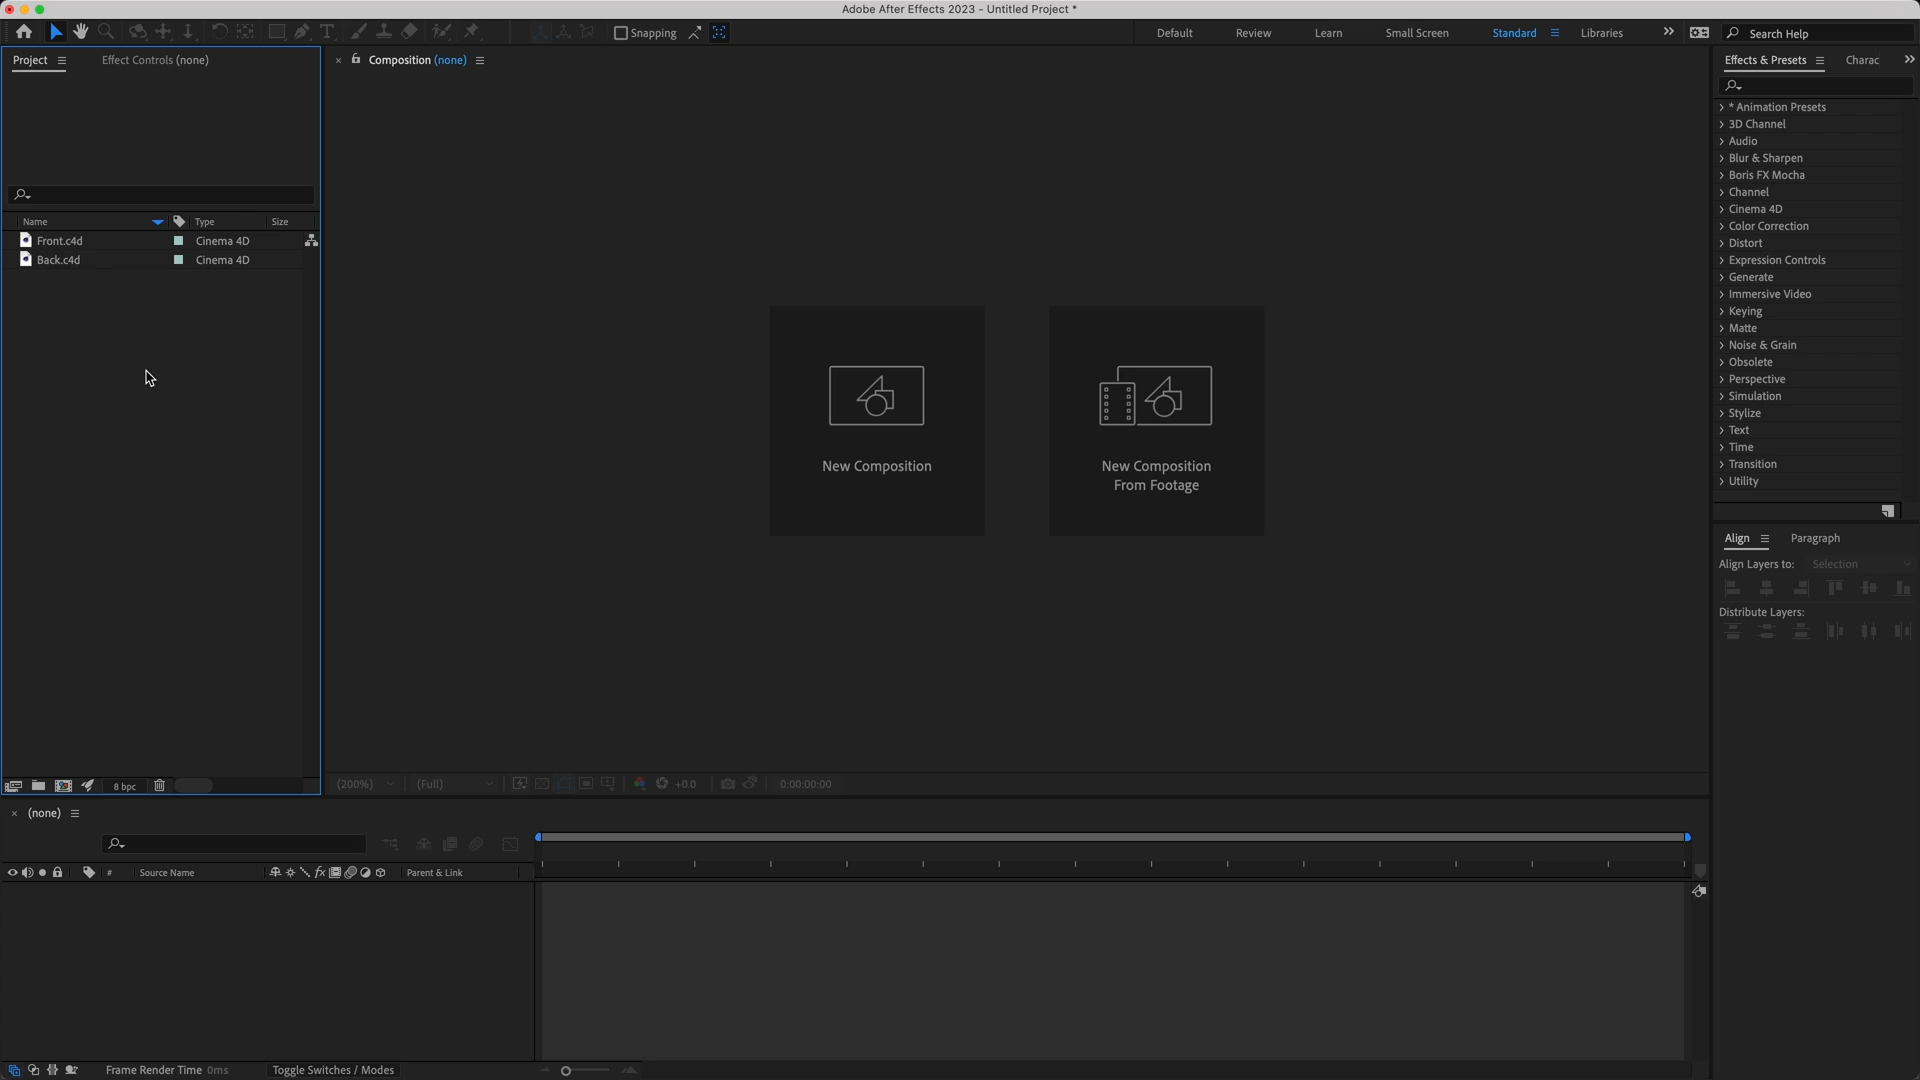 Adobe After Effects 2023 - Untitled Project *
Snapping
Default
Review
Learn
Small Screen
Standard
Libraries
Search Help
Project
Effect Controls (none)
Composition (none)
Effects & Presets
Charac
Name
Type
Size
Front.c4d
Cinema 4D
Back.c4d
Cinema 4D
New Composition
New Composition
From Footage
* Animation Presets
3D Channel
Audio
Blur & Sharpen
Boris FX Mocha
Channel
Cinema 4D
Color Correction
Distort
Expression Controls
Generate
Immersive Video
Keying
Matte
Noise & Grain
Obsolete
Perspective
Simulation
Stylize
Text
Time
Transition
Utility
Align
Paragraph
Align Layers to:
Selection
Distribute Layers:
8 bpc
(200%)
(Full)
+0.0
0:00:00:00
(none)
#
Source Name
fx
Parent & Link
Frame Render Time 0ms
Toggle Switches / Modes